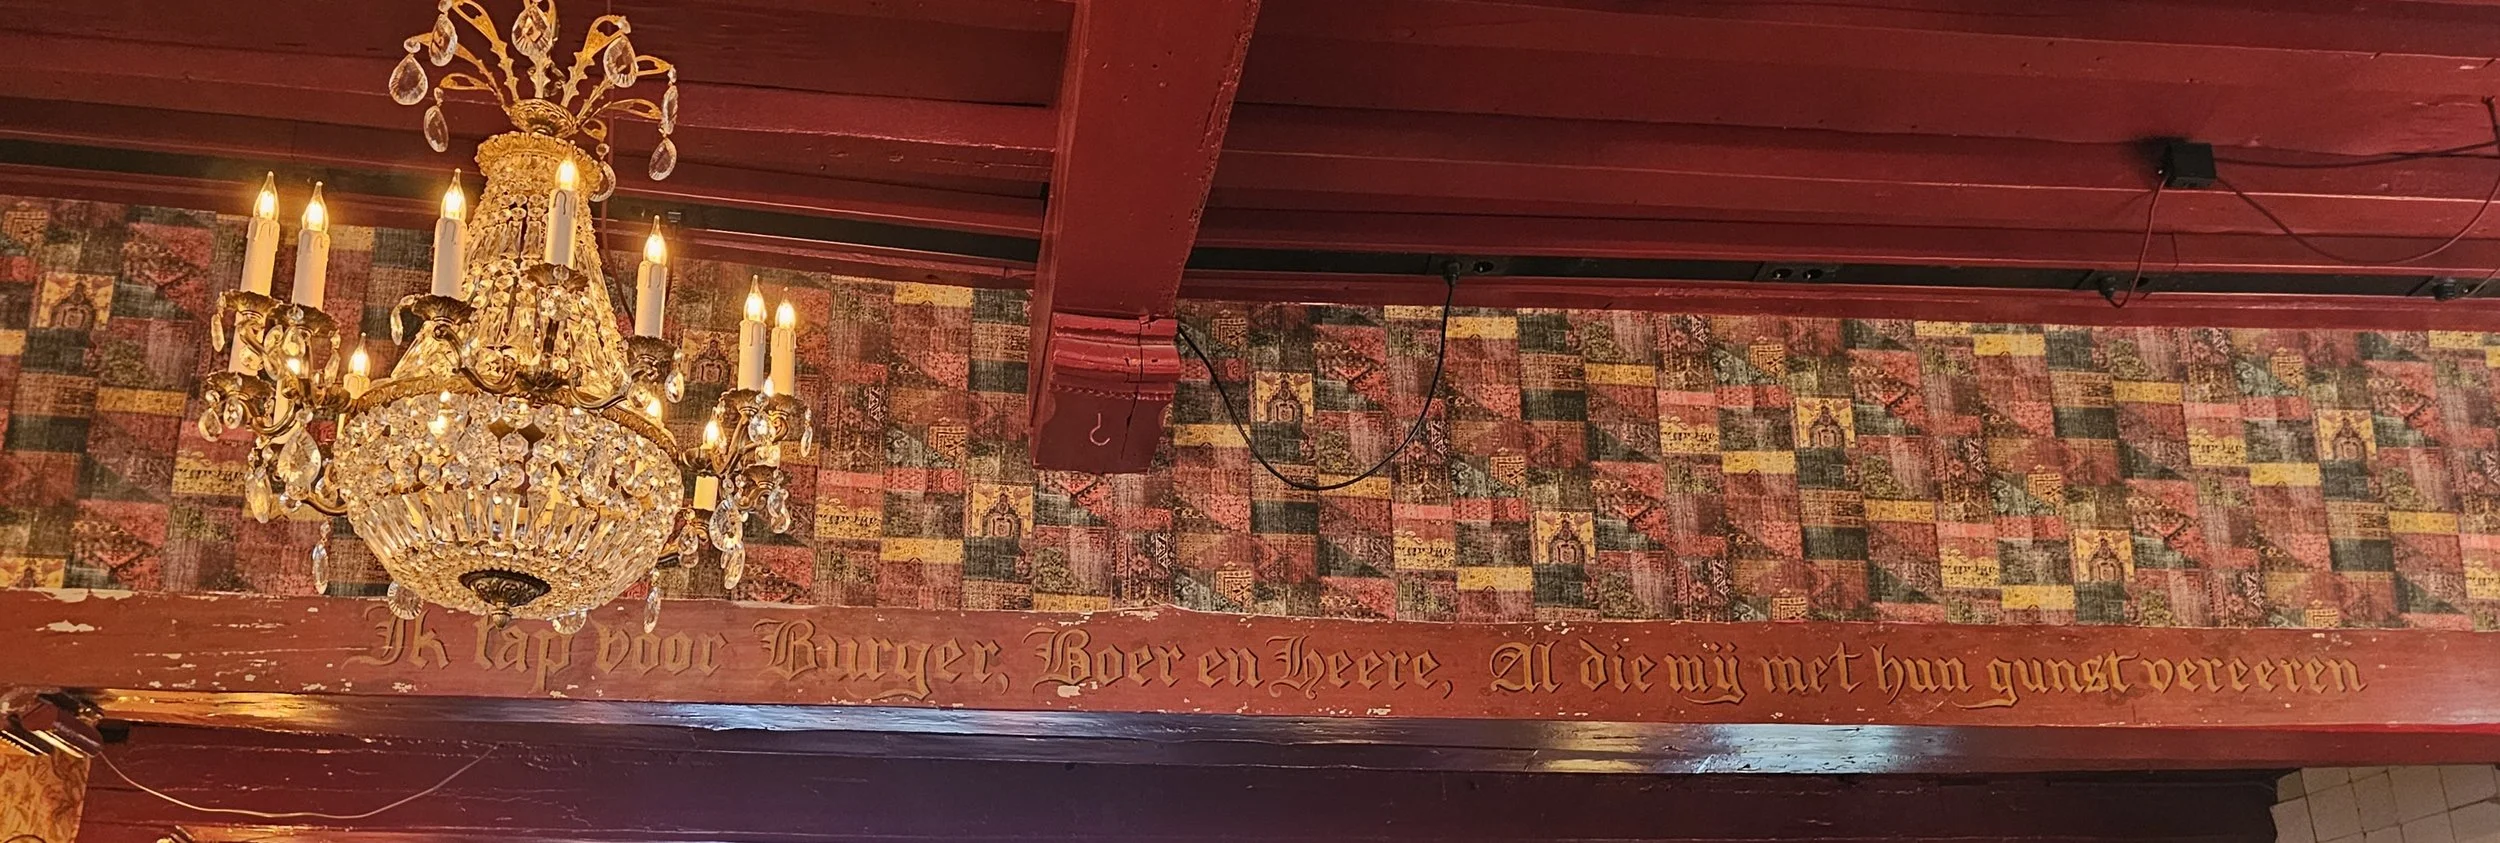 Ik tap voor Burger, Boer en Heere, Al die mij met hun gunst vereeren